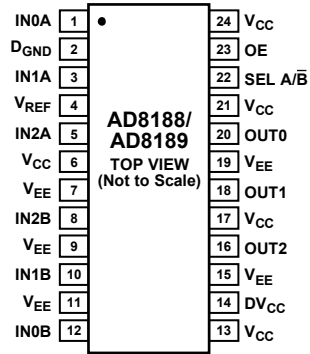 IN0A 1 24 VCC
DGND 2 23 OE
IN1A 3 22 SEL A/B̅
VREF 4 21 VCC
IN2A 5 20 OUT0
VCC 6 19 VEE
VEE 7 18 OUT1
IN2B 8 17 VCC
VEE 9 16 OUT2
IN1B 10 15 VEE
VEE 11 14 DVCC
IN0B 12 13 VCC
AD8188/
AD8189
TOP VIEW
(Not to Scale)